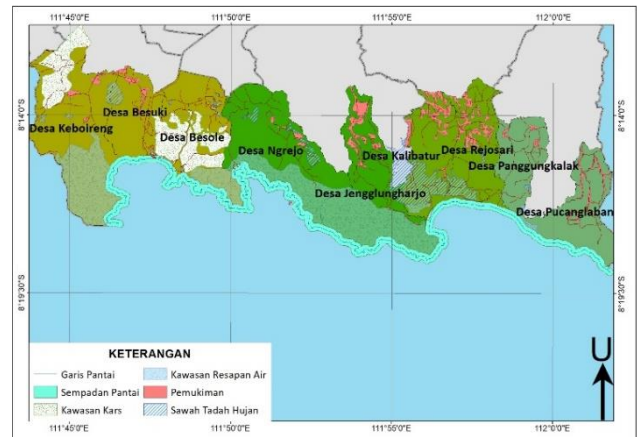 111°45'0"E 111°50'0"E 111°55'0"E 112°0'0"E
8°14'0"S 8°14'0"S
Desa Keboireng
Desa Besuki
Desa Besole
Desa Ngrejo
Desa Kalibatur
Desa Rejosari
Desa Panggungkalak
Desa Jengglungharjo
Desa Pucanglaban
8°19'30"S 8°19'30"S
KETERANGAN
Garis Pantai
Sempadan Pantai
Kawasan Kars
Kawasan Resapan Air
Pemukiman
Sawah Tadah Hujan
U
111°45'0"E 111°50'0"E 111°55'0"E 112°0'0"E